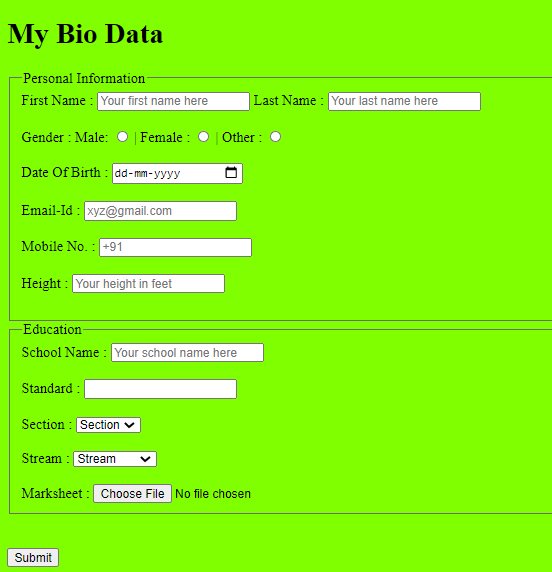 My Bio Data
Personal Information
First Name : Your first name here Last Name : Your last name here
Gender : Male: | Female : | Other :
Date Of Birth : dd-mm-yyyy
Email-Id : xyz@gmail.com
Mobile No. : +91
Height : Your height in feet
Education
School Name : Your school name here
Standard :
Section : Section
Stream : Stream
Marksheet : Choose File No file chosen
Submit